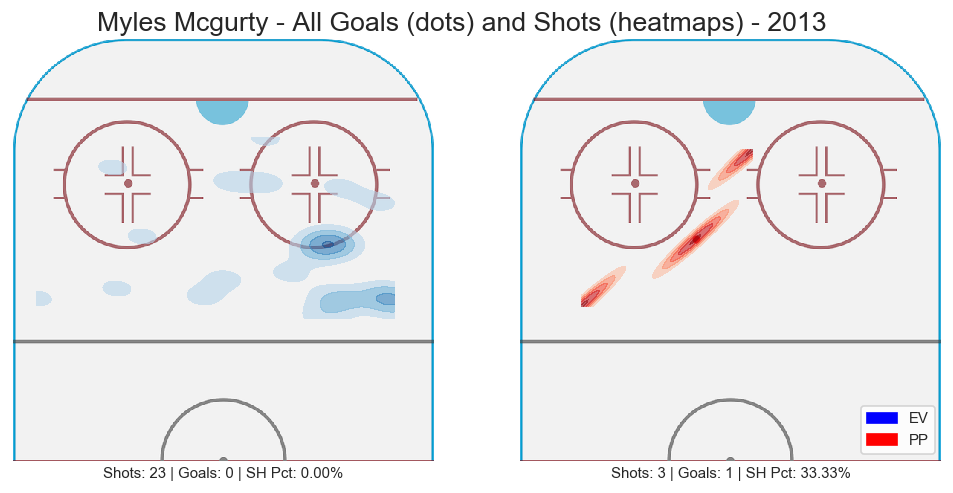 Myles Mcgurty - All Goals (dots) and Shots (heatmaps) - 2013
EV
PP
Shots: 23 | Goals: 0 | SH Pct: 0.00%
Shots: 3 | Goals: 1 | SH Pct: 33.33%